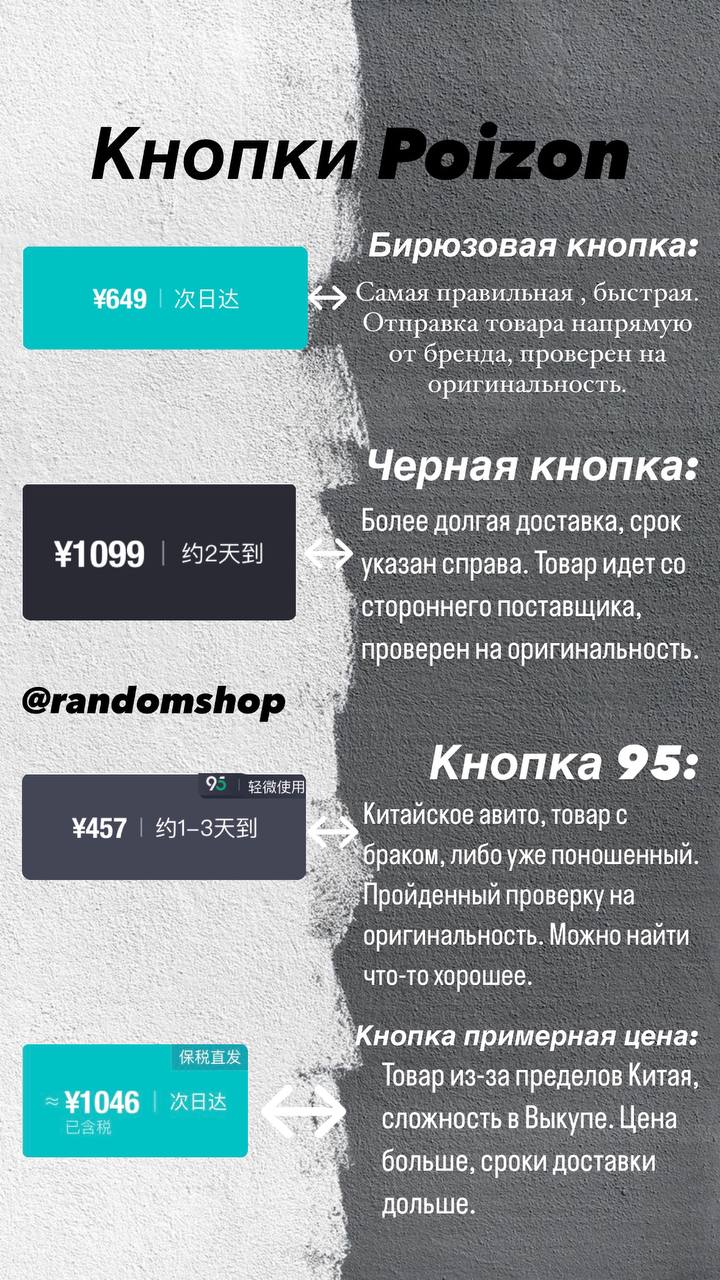 Кнопки Poizon
Бирюзовая кнопка:
¥649 | 次日达
Самая правильная , быстрая.
Отправка товара напрямую
от бренда, проверен на
оригинальность.
Черная кнопка:
¥1099 | 约2天到
Более долгая доставка, срок
указан справа. Товар идет со
стороннего поставщика,
проверен на оригинальность.
@randomshop
Кнопка 95:
95 | 轻微使用
¥457 | 约1–3天到
Китайское авито, товар с
браком, либо уже поношенный.
Пройденный проверку на
оригинальность. Можно найти
что-то хорошее.
Кнопка примерная цена:
保税直发
≈ ¥1046 | 次日达
已含税
Товар из-за пределов Китая,
сложность в Выкупе. Цена
больше, сроки доставки
дольше.